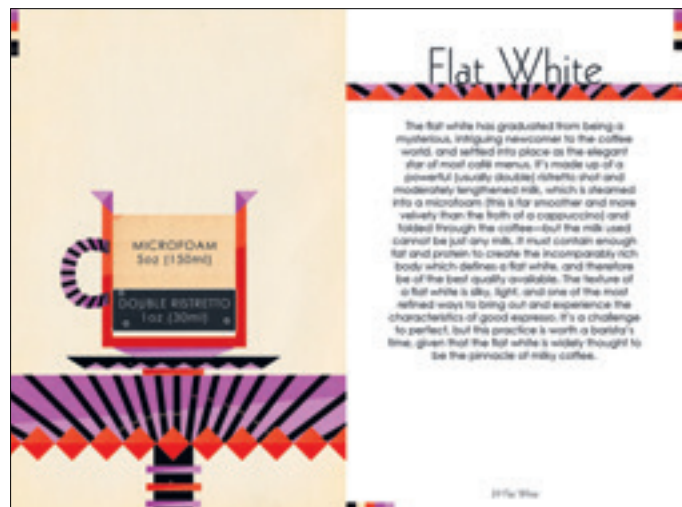 MICROFOAM
5oz (150ml)
DOUBLE RISTRETTO
1oz (30ml)
Flat White
The flat white has graduated from being a
mysterious, intriguing newcomer to the coffee
world, and settled into place as the elegant
star of most café menus. It's made up of a
powerful (usually double) ristretto shot and
moderately lengthened milk, which is steamed
into a microfoam (this is far smoother and more
velvety than the froth of a cappuccino) and
folded through the coffee—but the milk used
cannot be just any milk. It must contain enough
fat and protein to create the incomparably rich
body which defines a flat white, and therefore
be of the best quality available. The texture of
a flat white is silky, light, and one of the most
refined ways to bring out and experience the
characteristics of good espresso. It's a challenge
to perfect, but this practice is worth a barista's
time, given that the flat white is widely thought to
be the pinnacle of milky coffee.
Flat White